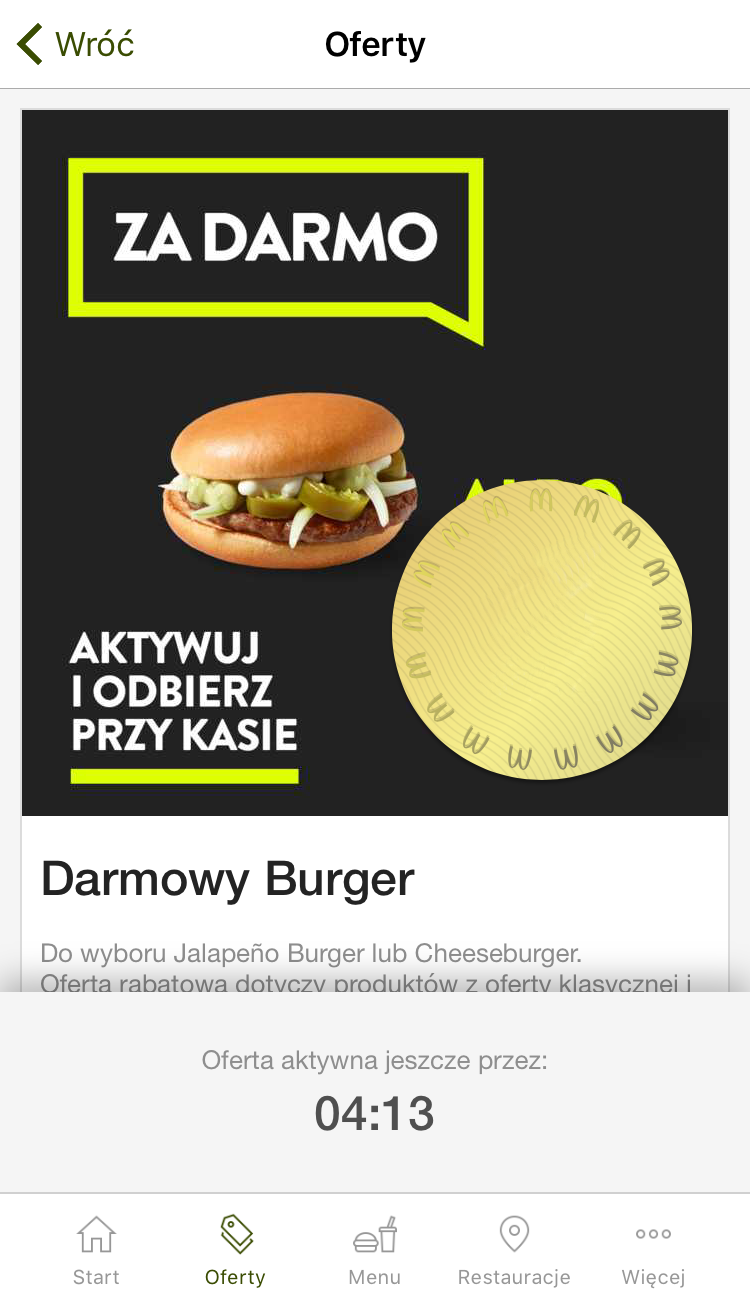 Wróć
Oferty
ZA DARMO
AKTYWUJ
I ODBIERZ
PRZY KASIE
Darmowy Burger
Do wyboru Jalapeño Burger lub Cheeseburger.
Oferta rabatowa dotyczy produktów z oferty klasycznej i
Oferta aktywna jeszcze przez:
04:13
Start
Oferty
Menu
Restauracje
Więcej